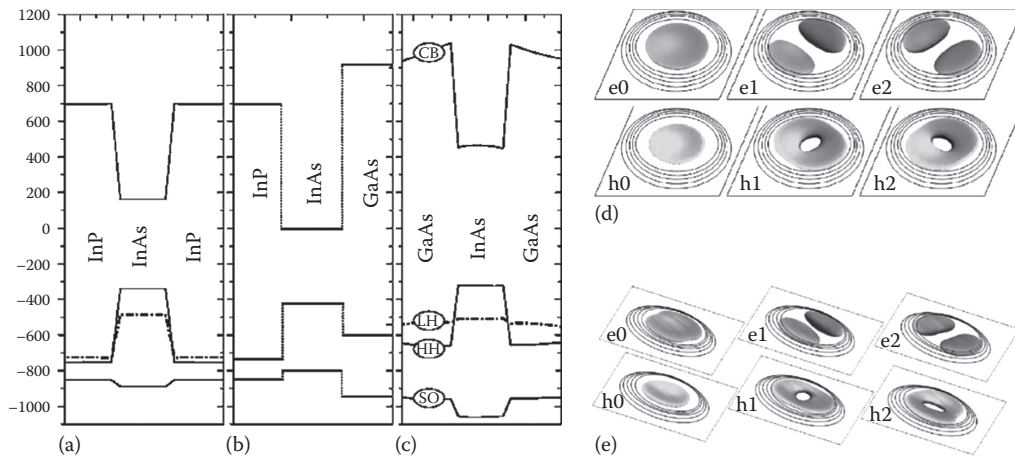 1200
1000
800
600
400
200
0
−200
−400
−600
−800
−1000
InP
InAs
InP
(a)
InP
InAs
GaAs
(b)
CB
GaAs
InAs
GaAs
LH
HH
SO
(c)
e0
e1
e2
h0
h1
h2
(d)
e0
e1
e2
h0
h1
h2
(e)